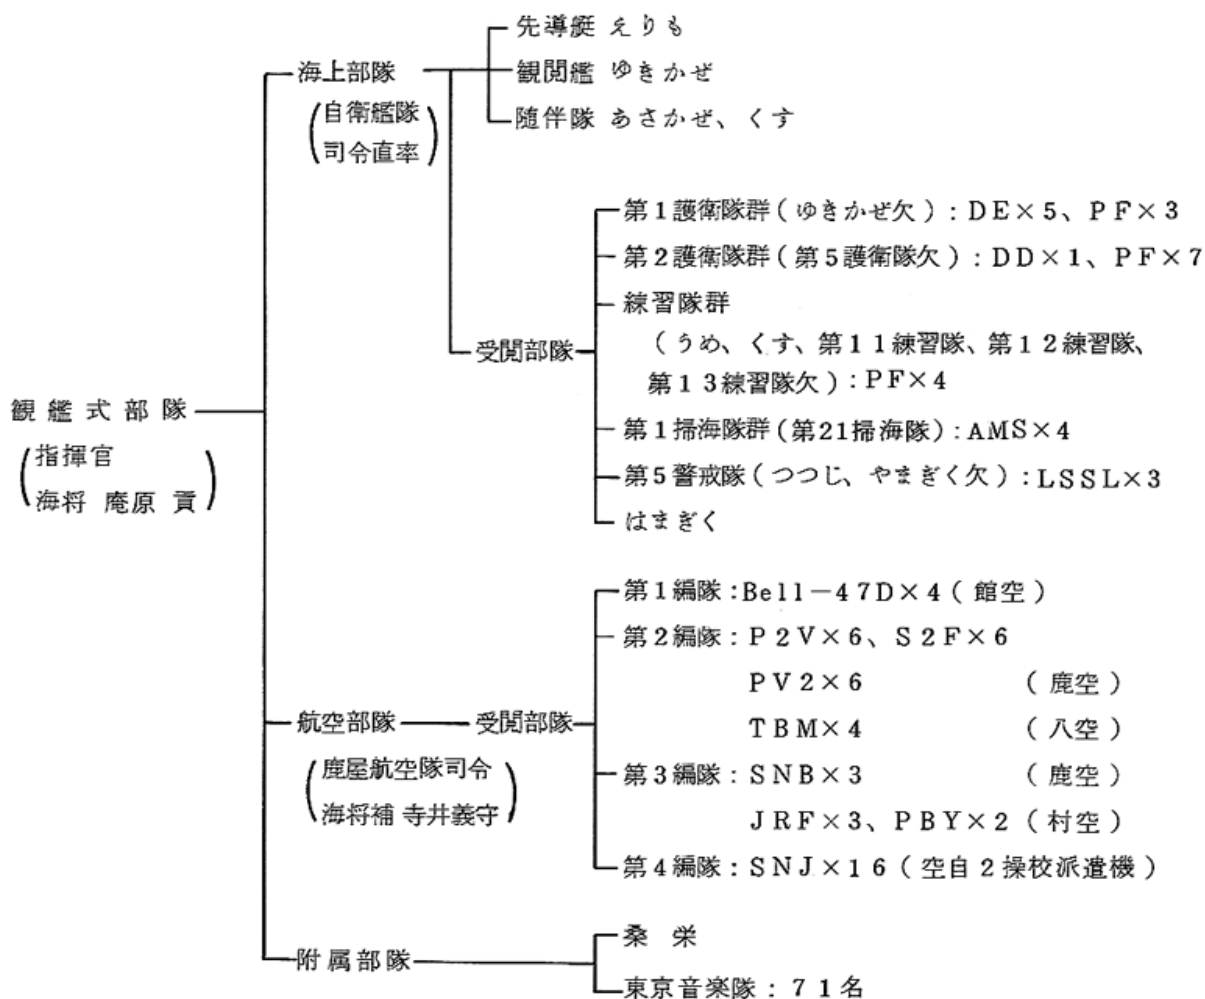 先導艇 えりも
海上部隊
観閲艦 ゆきかぜ
(自衛艦隊
司令直率)
随伴隊 あさかぜ、くす
第1護衛隊群(ゆきかぜ欠):DE×5、PF×3
第2護衛隊群(第5護衛隊欠):DD×1、PF×7
練習隊群
(うめ、くす、第11練習隊、第12練習隊、
第13練習隊欠):PF×4
受閲部隊
第1掃海隊群(第21掃海隊):AMS×4
第5警戒隊(つつじ、やまぎく欠):LSSL×3
はまぎく
観艦式部隊
(指揮官
海将 庵原 貢)
第1編隊:Bell-47D×4(館空)
第2編隊:P2V×6、S2F×6
PV2×6 (鹿空)
TBM×4 (八空)
航空部隊
受閲部隊
(鹿屋航空隊司令
海将補 寺井義守)
第3編隊:SNB×3 (鹿空)
JRF×3、PBY×2(村空)
第4編隊:SNJ×16(空自2操校派遣機)
附属部隊
桑 栄
東京音楽隊:71名